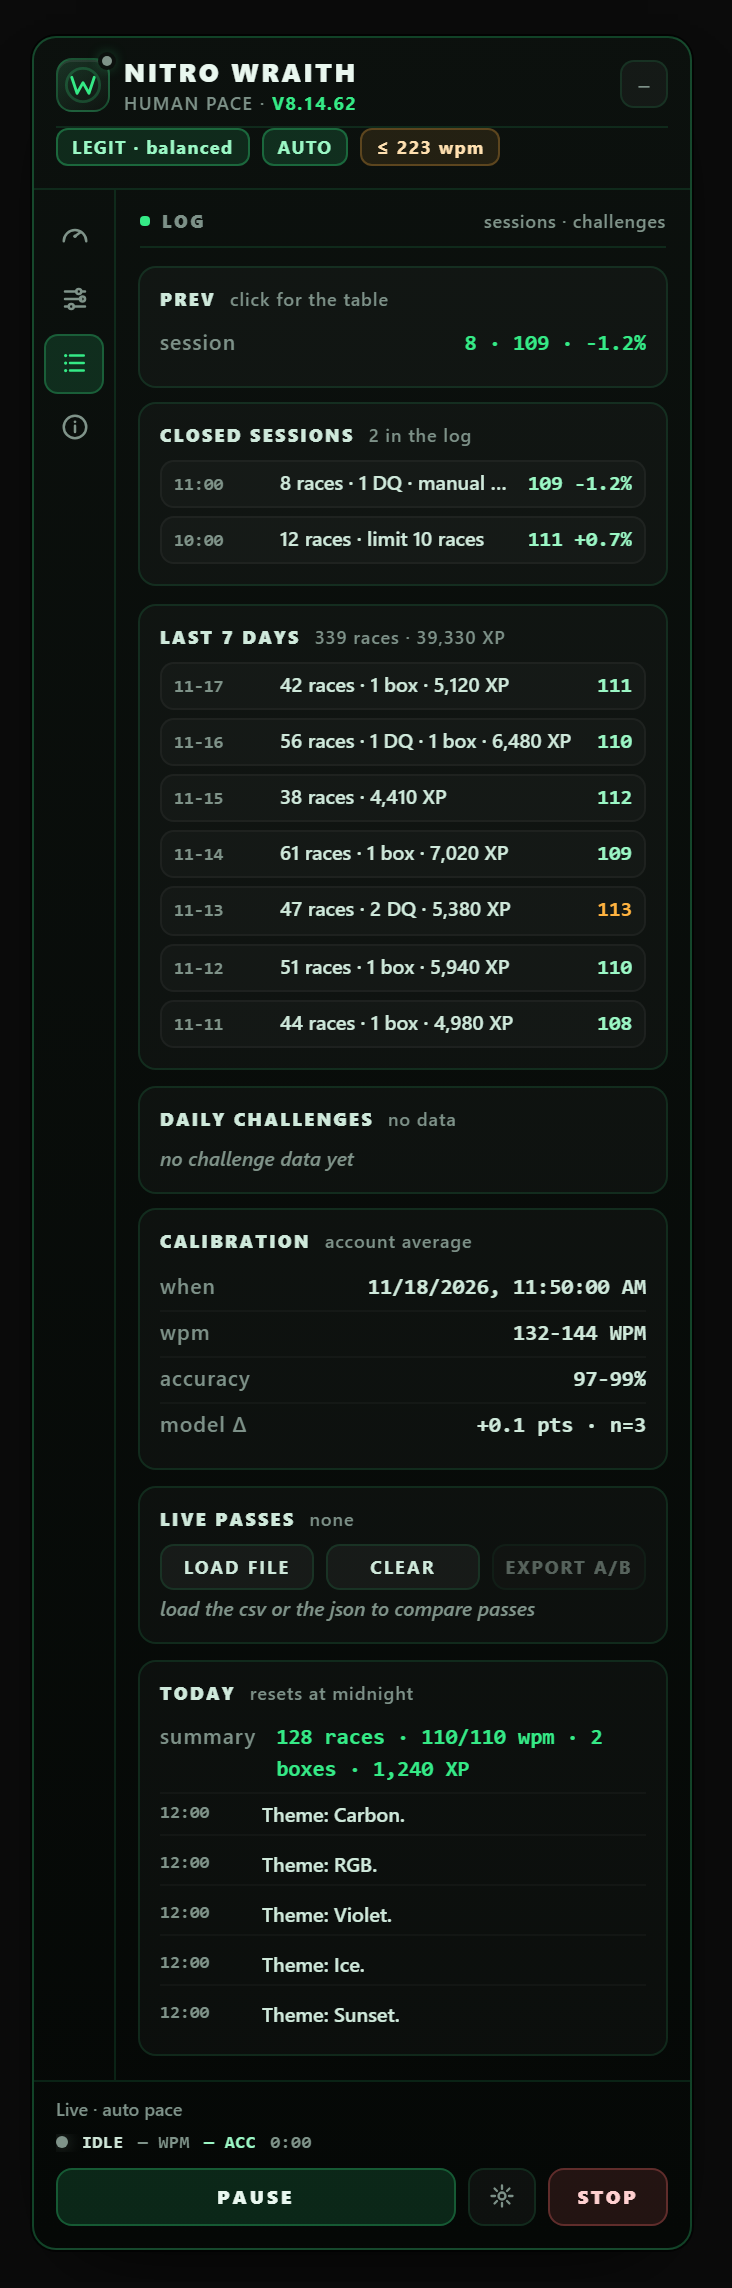 NITRO WRAITH
HUMAN PACE · V8.14.62
–
LEGIT · balanced AUTO ≤ 223 wpm
LOG sessions · challenges
PREV click for the table
session 8 · 109 · -1.2%
CLOSED SESSIONS 2 in the log
11:00 8 races · 1 DQ · manual ... 109 -1.2%
10:00 12 races · limit 10 races 111 +0.7%
LAST 7 DAYS 339 races · 39,330 XP
11-17 42 races · 1 box · 5,120 XP 111
11-16 56 races · 1 DQ · 1 box · 6,480 XP 110
11-15 38 races · 4,410 XP 112
11-14 61 races · 1 box · 7,020 XP 109
11-13 47 races · 2 DQ · 5,380 XP 113
11-12 51 races · 1 box · 5,940 XP 110
11-11 44 races · 1 box · 4,980 XP 108
DAILY CHALLENGES no data
no challenge data yet
CALIBRATION account average
when 11/18/2026, 11:50:00 AM
wpm 132-144 WPM
accuracy 97-99%
model Δ +0.1 pts · n=3
LIVE PASSES none
LOAD FILE CLEAR EXPORT A/B
load the csv or the json to compare passes
TODAY resets at midnight
summary 128 races · 110/110 wpm · 2
boxes · 1,240 XP
12:00 Theme: Carbon.
12:00 Theme: RGB.
12:00 Theme: Violet.
12:00 Theme: Ice.
12:00 Theme: Sunset.
Live · auto pace
IDLE — WPM — ACC 0:00
PAUSE STOP